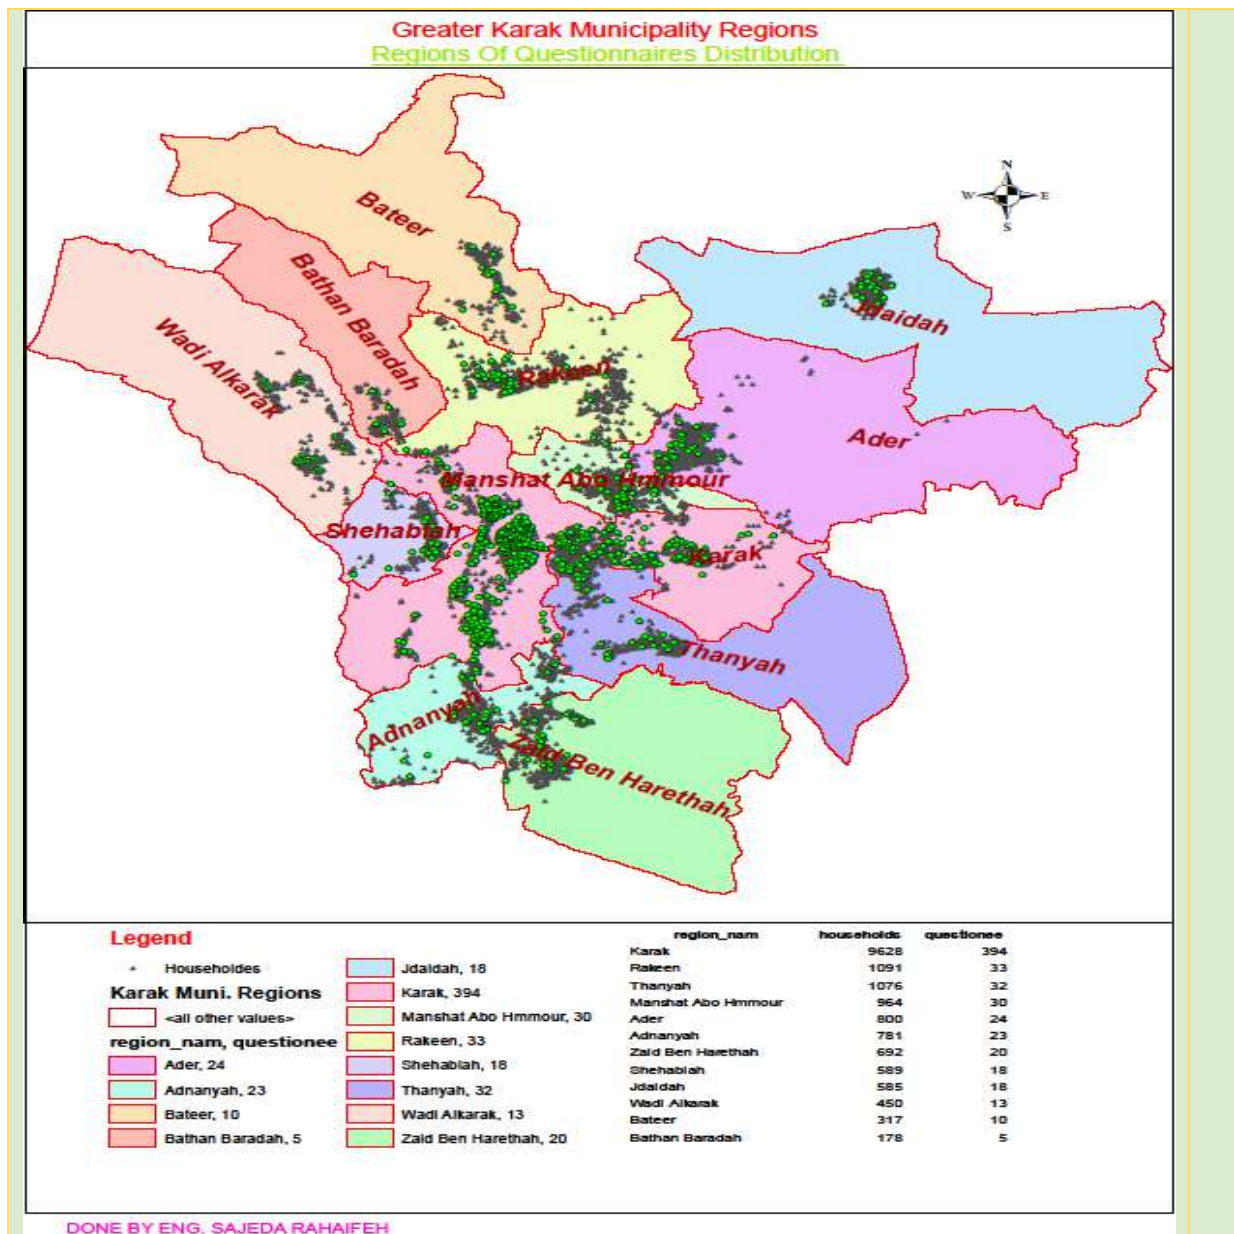 Greater Karak Municipality Regions
Regions Of Questionnaires Distribution
N
W E
S
Bateer
Bathan Baradah
Wadi Alkarak
Jdaidah
Rakeen
Ader
Manshat Abo Hmmour
Shehabiah
Karak
Thanyah
Adnanyah
Zaid Ben Harethah
Legend
Householdes
Karak Muni. Regions
<all other values>
region_nam, questionee
Ader, 24
Adnanyah, 23
Bateer, 10
Bathan Baradah, 5
Jdaidah, 18
Karak, 394
Manshat Abo Hmmour, 30
Rakeen, 33
Shehabiah, 18
Thanyah, 32
Wadi Alkarak, 13
Zaid Ben Harethah, 20
region_nam households questionee
Karak 9628 394
Rakeen 1091 33
Thanyah 1076 32
Manshat Abo Hmmour 964 30
Ader 800 24
Adnanyah 781 23
Zaid Ben Harethah 692 20
Shehabiah 589 18
Jdaidah 585 18
Wadi Alkarak 450 13
Bateer 317 10
Bathan Baradah 178 5
DONE BY ENG. SAJEDA RAHAIFEH